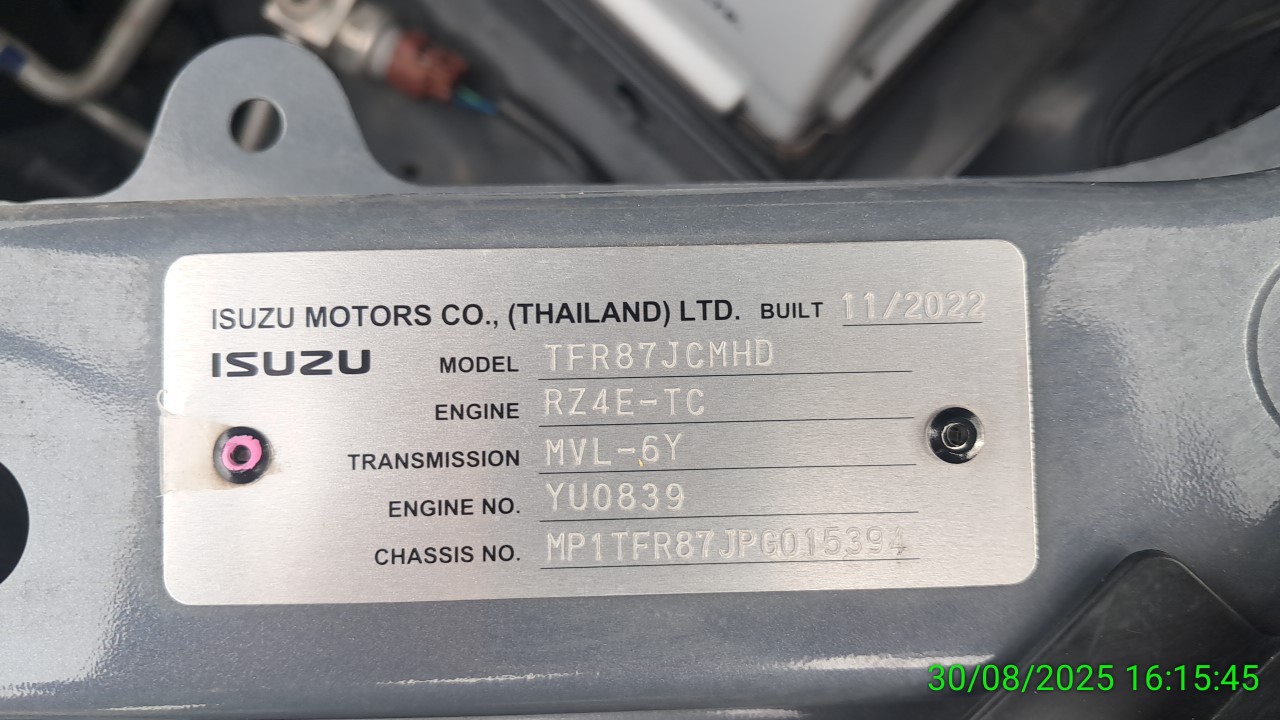 ISUZU MOTORS CO., (THAILAND) LTD. BUILT 11/2022
ISUZU
MODEL TFR87JCMHD
ENGINE RZ4E-TC
TRANSMISSION MVL-6Y
ENGINE NO. YU0839
CHASSIS NO. MP1TFR87JPG015394
30/08/2025 16:15:45